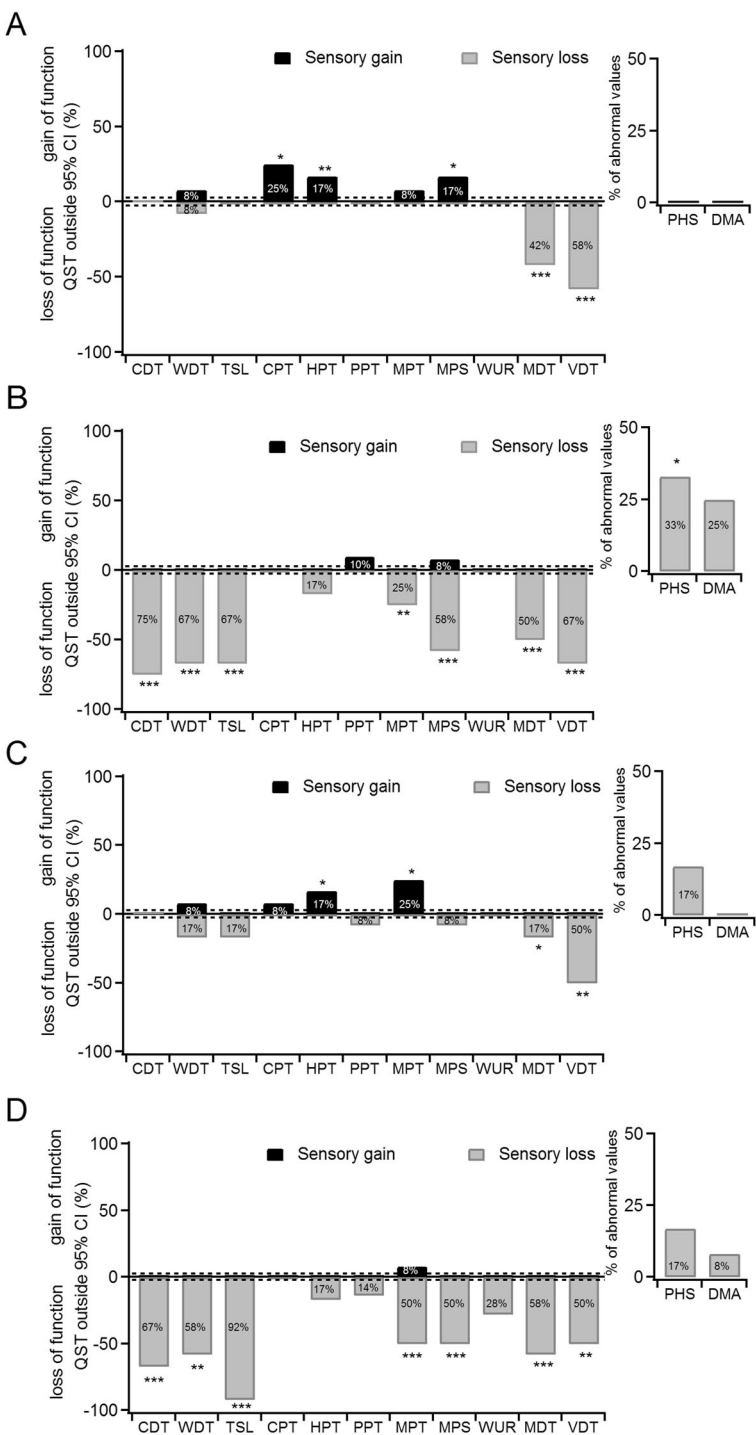 A
gain of function
loss of function
QST outside 95% CI (%)
100
50
0
-50
-100
Sensory gain
Sensory loss
8%
8%
*
25%
**
17%
8%
*
17%
42%
***
58%
***
CDT WDT TSL CPT HPT PPT MPT MPS WUR MDT VDT
% of abnormal values
50
25
0
PHS DMA
B
gain of function
loss of function
QST outside 95% CI (%)
100
50
0
-50
-100
Sensory gain
Sensory loss
75%
***
67%
***
67%
***
17%
10%
25%
**
8%
58%
***
50%
***
67%
***
CDT WDT TSL CPT HPT PPT MPT MPS WUR MDT VDT
% of abnormal values
50
25
0
*
33%
25%
PHS DMA
C
gain of function
loss of function
QST outside 95% CI (%)
100
50
0
-50
-100
Sensory gain
Sensory loss
8%
17%
17%
8%
*
17%
8%
*
25%
8%
17%
*
50%
**
CDT WDT TSL CPT HPT PPT MPT MPS WUR MDT VDT
% of abnormal values
50
25
0
17%
PHS DMA
D
gain of function
loss of function
QST outside 95% CI (%)
100
50
0
-50
-100
Sensory gain
Sensory loss
67%
***
58%
**
92%
***
17%
14%
8%
50%
***
50%
***
28%
58%
***
50%
**
CDT WDT TSL CPT HPT PPT MPT MPS WUR MDT VDT
% of abnormal values
50
25
0
17%
8%
PHS DMA